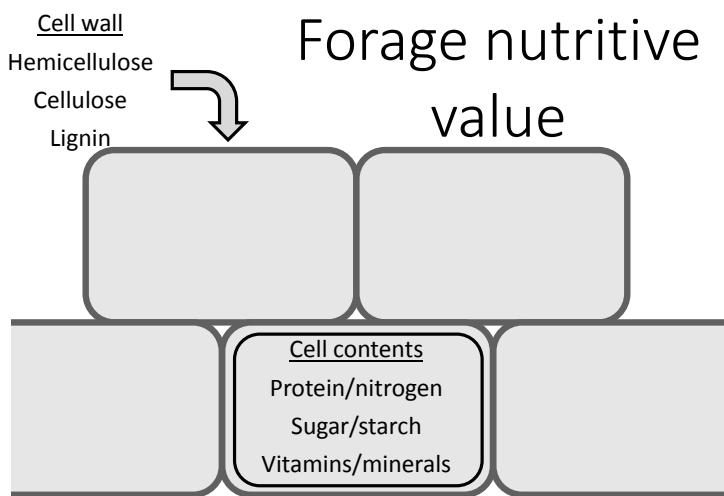 Cell wall
Hemicellulose
Cellulose
Lignin
Forage nutritive
value
Cell contents
Protein/nitrogen
Sugar/starch
Vitamins/minerals